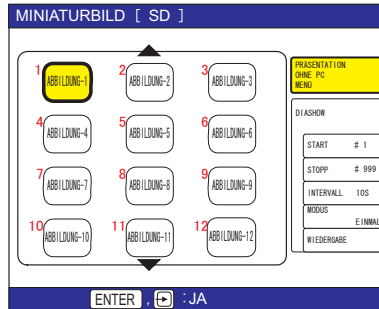 MINIATURBILD [ SD ]
1 ABBILDUNG-1
2 ABBILDUNG-2
3 ABBILDUNG-3
4 ABBILDUNG-4
5 ABBILDUNG-5
6 ABBILDUNG-6
7 ABBILDUNG-7
8 ABBILDUNG-8
9 ABBILDUNG-9
10 ABBILDUNG-10
11 ABBILDUNG-11
12 ABBILDUNG-12
PRÄSENTATION
OHNE PC
MENÜ
DIASHOW
START # 1
STOPP # 999
INTERVALL 10S
MODUS
EINMAL
WIEDERGABE
ENTER , :JA